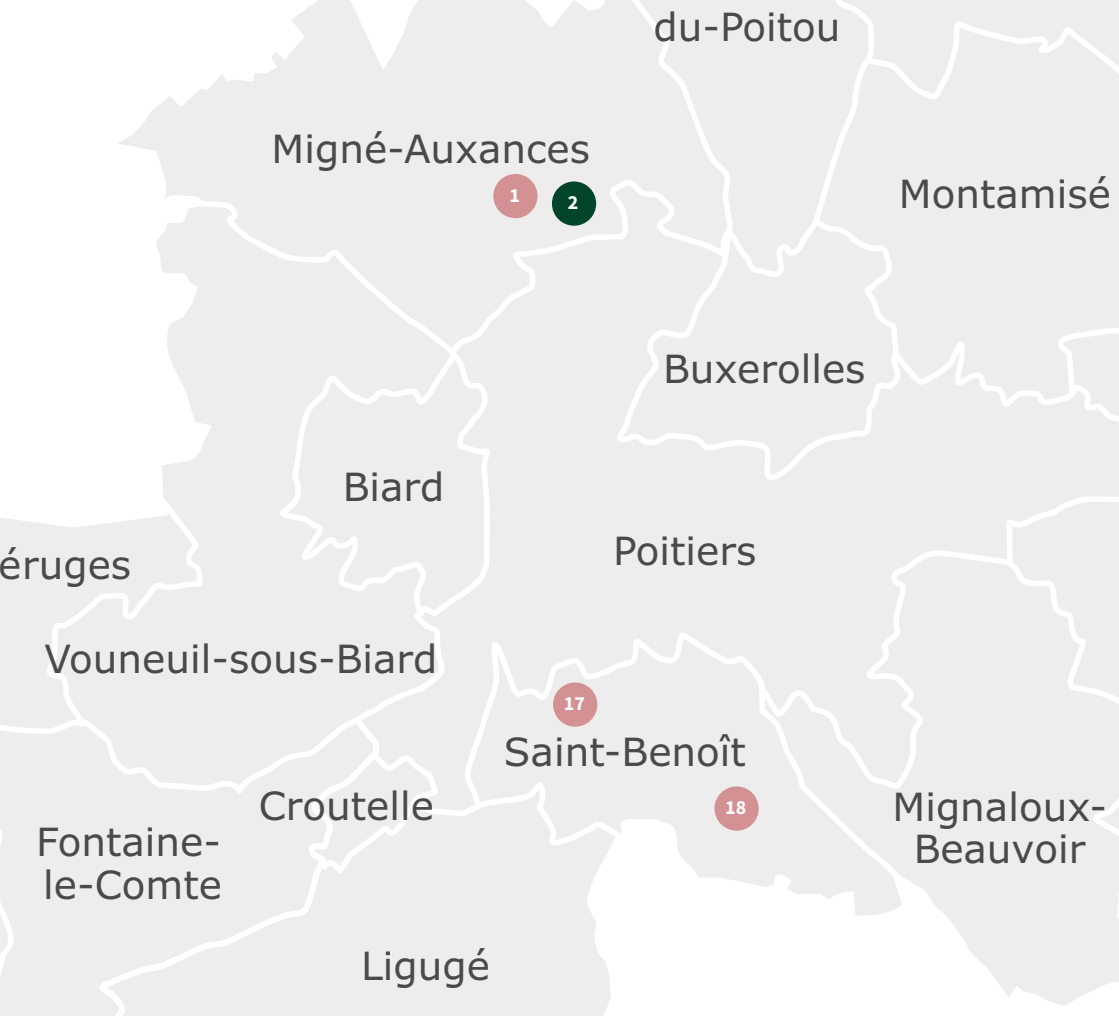 du-Poitou
Migné-Auxances
1
2
Montamisé
Buxerolles
Biard
Poitiers
éruges
Vouneuil-sous-Biard
17
Saint-Benoît
18
Croutelle
Mignaloux-
Beauvoir
Fontaine-
le-Comte
Ligugé